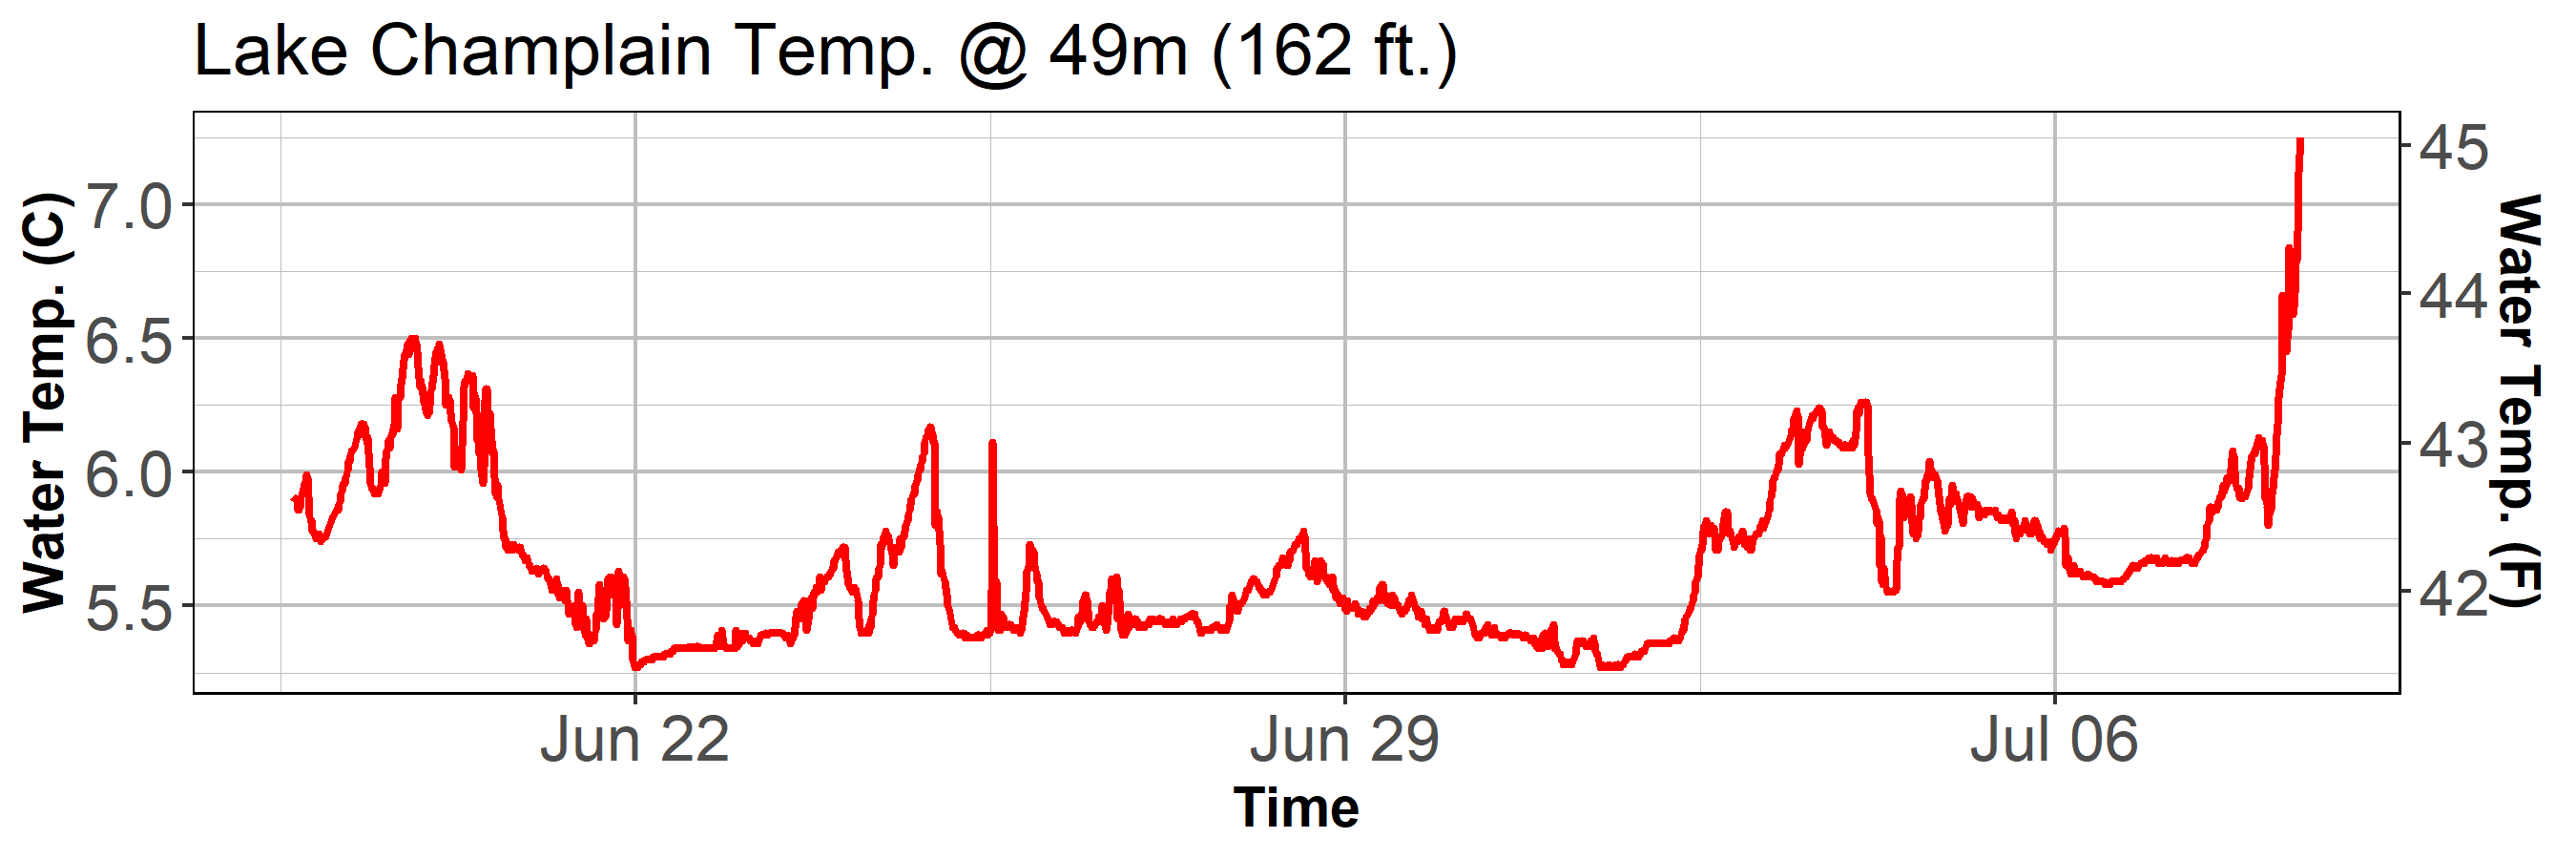 Lake Champlain Temp. @ 49m (162 ft.)
Water Temp. (C)
7.0
6.5
6.0
5.5
45
44
43
42
Water Temp. (F)
Jun 22
Jun 29
Jul 06
Time